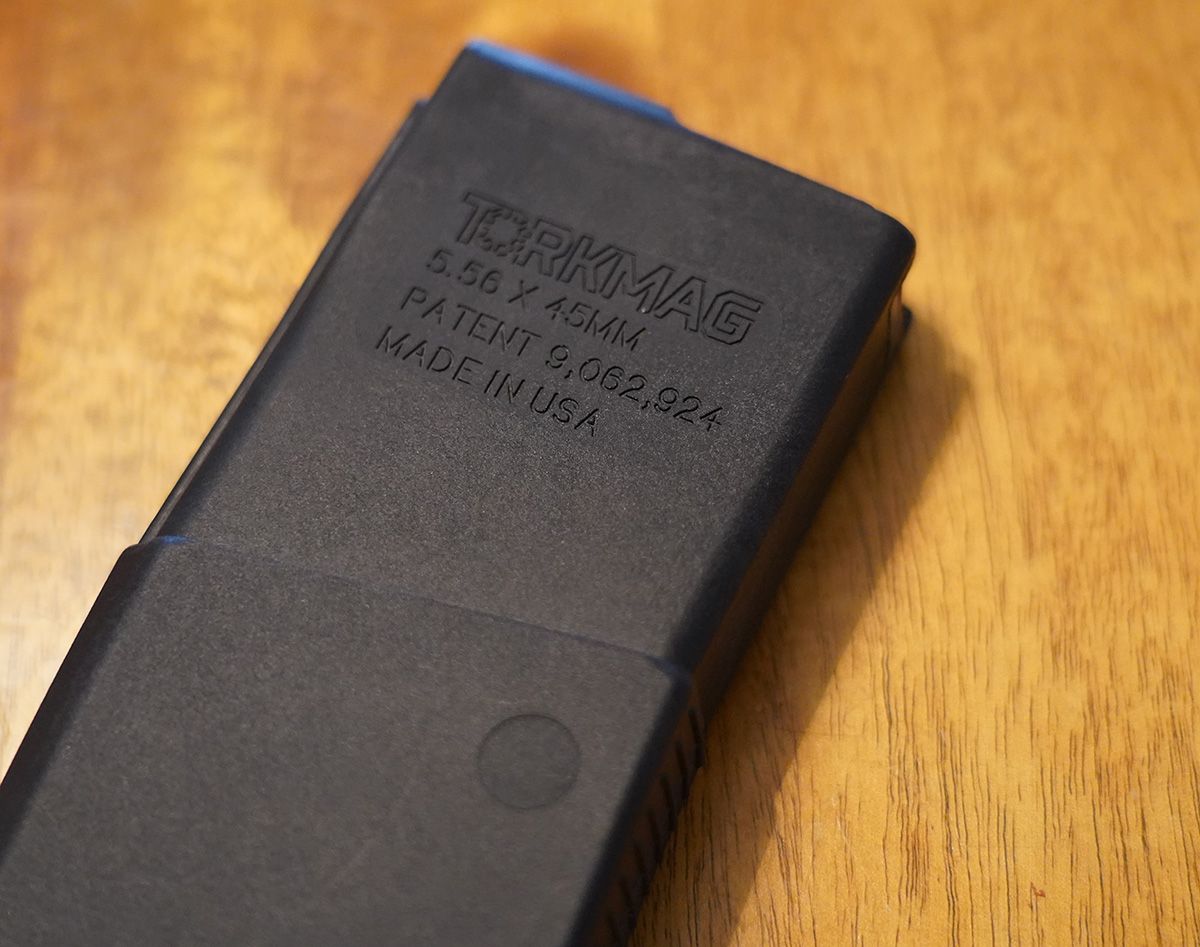 TORKMAG
5.56 X 45MM
PATENT 9,062,924
MADE IN USA